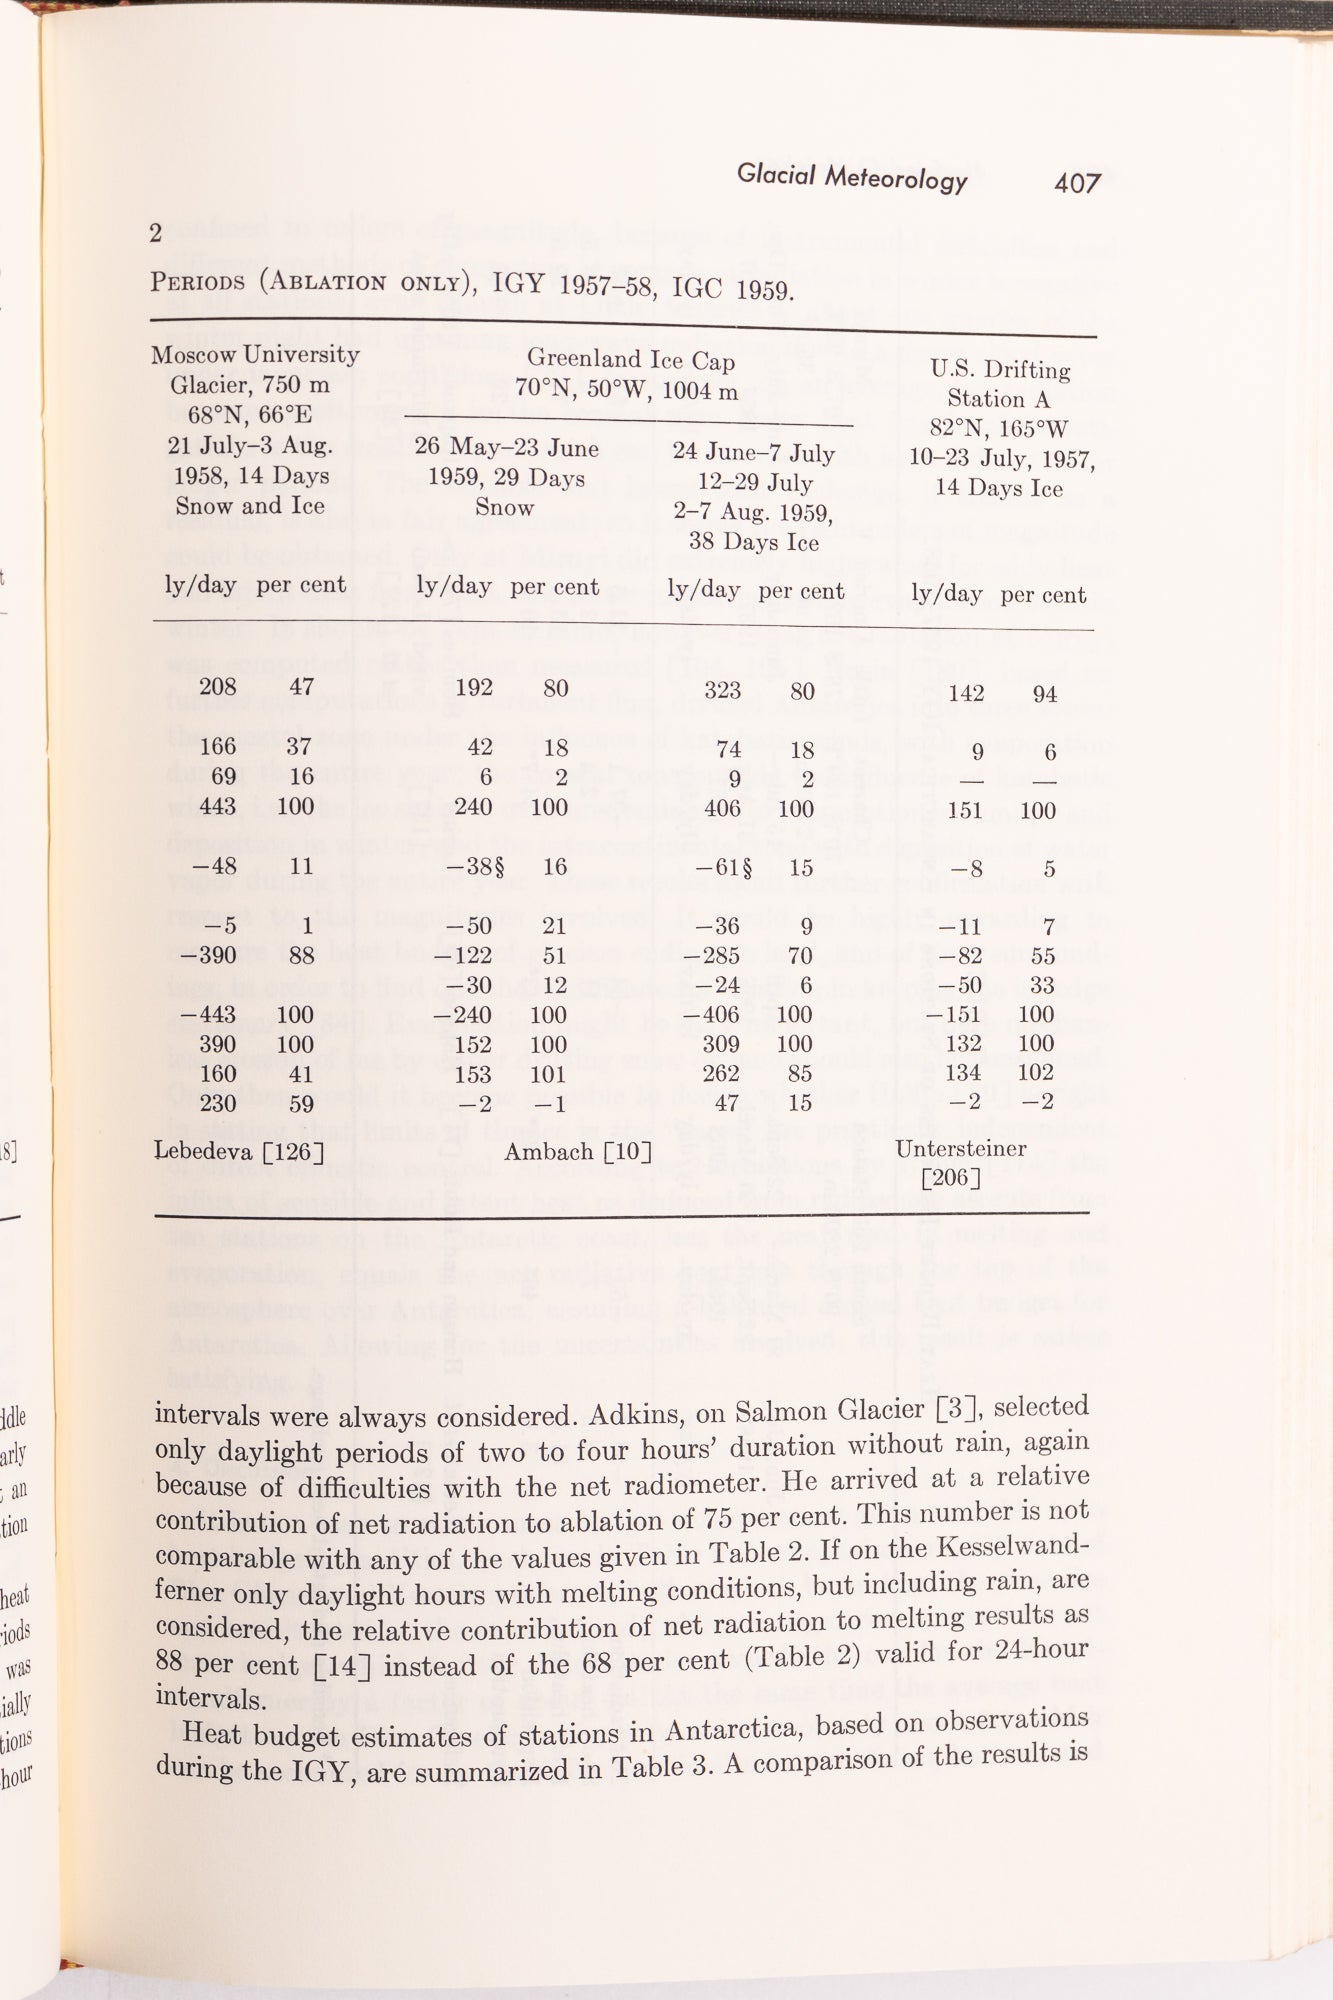 Glacial Meteorology 407
2
PERIODS (ABLATION ONLY), IGY 1957–58, IGC 1959.
Moscow University Greenland Ice Cap U.S. Drifting
Glacier, 750 m 70°N, 50°W, 1004 m Station A
68°N, 66°E 82°N, 165°W
21 July–3 Aug. 26 May–23 June 24 June–7 July 10–23 July, 1957,
1958, 14 Days 1959, 29 Days 12–29 July 14 Days Ice
Snow and Ice Snow 2–7 Aug. 1959,
38 Days Ice
ly/day per cent ly/day per cent ly/day per cent ly/day per cent
208 47 192 80 323 80 142 94
166 37 42 18 74 18 9 6
69 16 6 2 9 2 — —
443 100 240 100 406 100 151 100
−48 11 −38§ 16 −61§ 15 −8 5
−5 1 −50 21 −36 9 −11 7
−390 88 −122 51 −285 70 −82 55
−30 12 −24 6 −50 33
−443 100 −240 100 −406 100 −151 100
390 100 152 100 309 100 132 100
160 41 153 101 262 85 134 102
230 59 −2 −1 47 15 −2 −2
Lebedeva [126] Ambach [10] Untersteiner
[206]
intervals were always considered. Adkins, on Salmon Glacier [3], selected
only daylight periods of two to four hours' duration without rain, again
because of difficulties with the net radiometer. He arrived at a relative
contribution of net radiation to ablation of 75 per cent. This number is not
comparable with any of the values given in Table 2. If on the Kesselwand-
ferner only daylight hours with melting conditions, but including rain, are
considered, the relative contribution of net radiation to melting results as
88 per cent [14] instead of the 68 per cent (Table 2) valid for 24-hour
intervals.
Heat budget estimates of stations in Antarctica, based on observations
during the IGY, are summarized in Table 3. A comparison of the results is